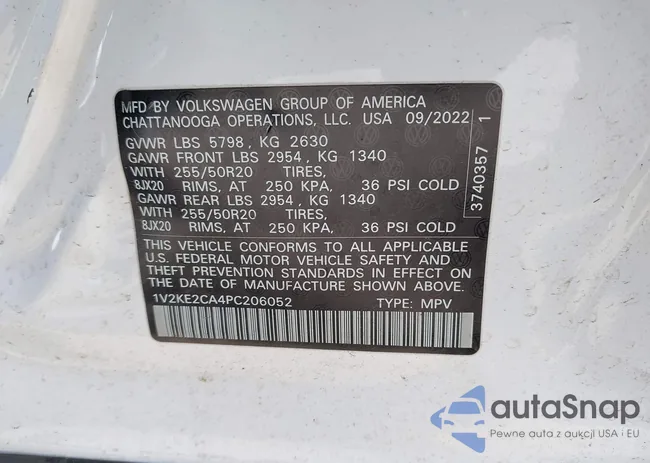 MFD BY VOLKSWAGEN GROUP OF AMERICA
CHATTANOOGA OPERATIONS, LLC. USA 09/2022
GVWR LBS 5798 , KG 2630
GAWR FRONT LBS 2954 , KG 1340
WITH 255/50R20 TIRES,
8JX20 RIMS, AT 250 KPA, 36 PSI COLD
GAWR REAR LBS 2954 , KG 1340
WITH 255/50R20 TIRES,
8JX20 RIMS, AT 250 KPA, 36 PSI COLD
THIS VEHICLE CONFORMS TO ALL APPLICABLE
U.S. FEDERAL MOTOR VEHICLE SAFETY AND
THEFT PROTECTION STANDARDS IN EFFECT ON
THE DATE OF MANUFACTURE SHOWN ABOVE.
1V2KE2CA4PC206052 TYPE: MPV
3740357 1
autoSnap
Pewne auta z aukcji USA i EU